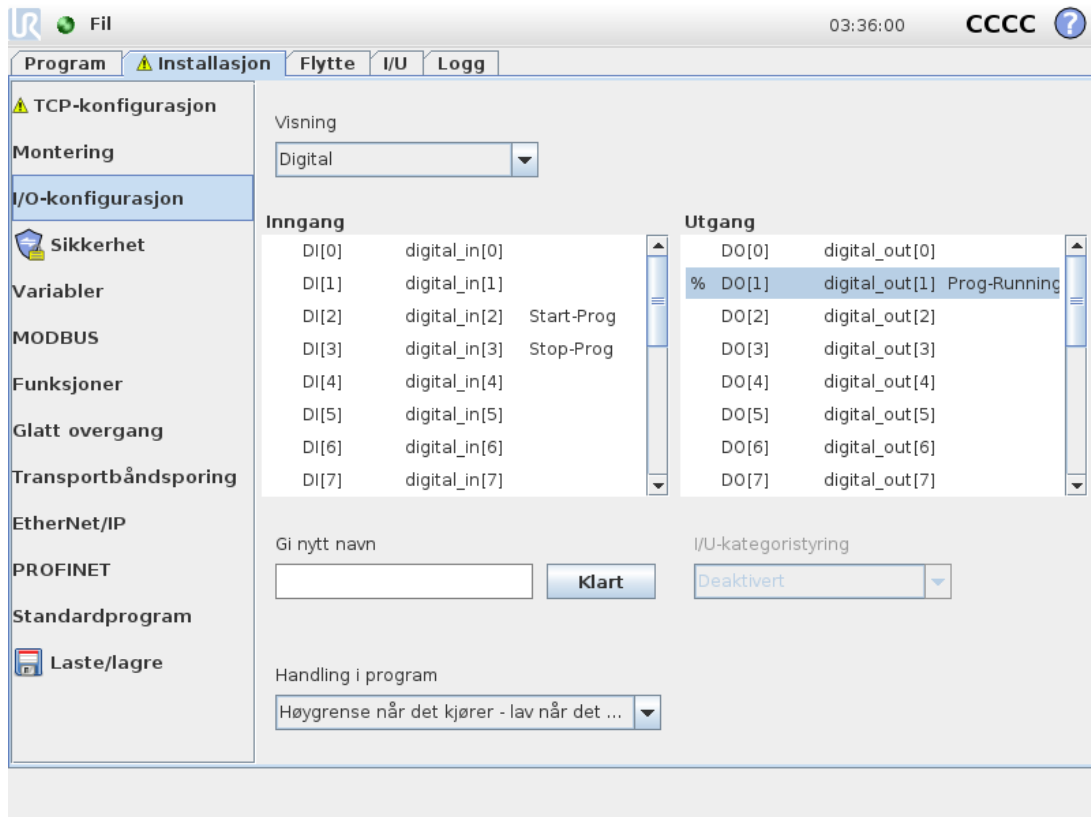 UR Fil 03:36:00 CCCC ?
Program Installasjon Flytte I/U Logg
TCP-konfigurasjon
Montering
I/O-konfigurasjon
Sikkerhet
Variabler
MODBUS
Funksjoner
Glatt overgang
Transportbåndsporing
EtherNet/IP
PROFINET
Standardprogram
Laste/lagre
Visning
Digital
Inngang
DI[0] digital_in[0]
DI[1] digital_in[1]
DI[2] digital_in[2] Start-Prog
DI[3] digital_in[3] Stop-Prog
DI[4] digital_in[4]
DI[5] digital_in[5]
DI[6] digital_in[6]
DI[7] digital_in[7]
Utgang
DO[0] digital_out[0]
% DO[1] digital_out[1] Prog-Running
DO[2] digital_out[2]
DO[3] digital_out[3]
DO[4] digital_out[4]
DO[5] digital_out[5]
DO[6] digital_out[6]
DO[7] digital_out[7]
Gi nytt navn
Klart
I/U-kategoristyring
Deaktivert
Handling i program
Høygrense når det kjører - lav når det ...